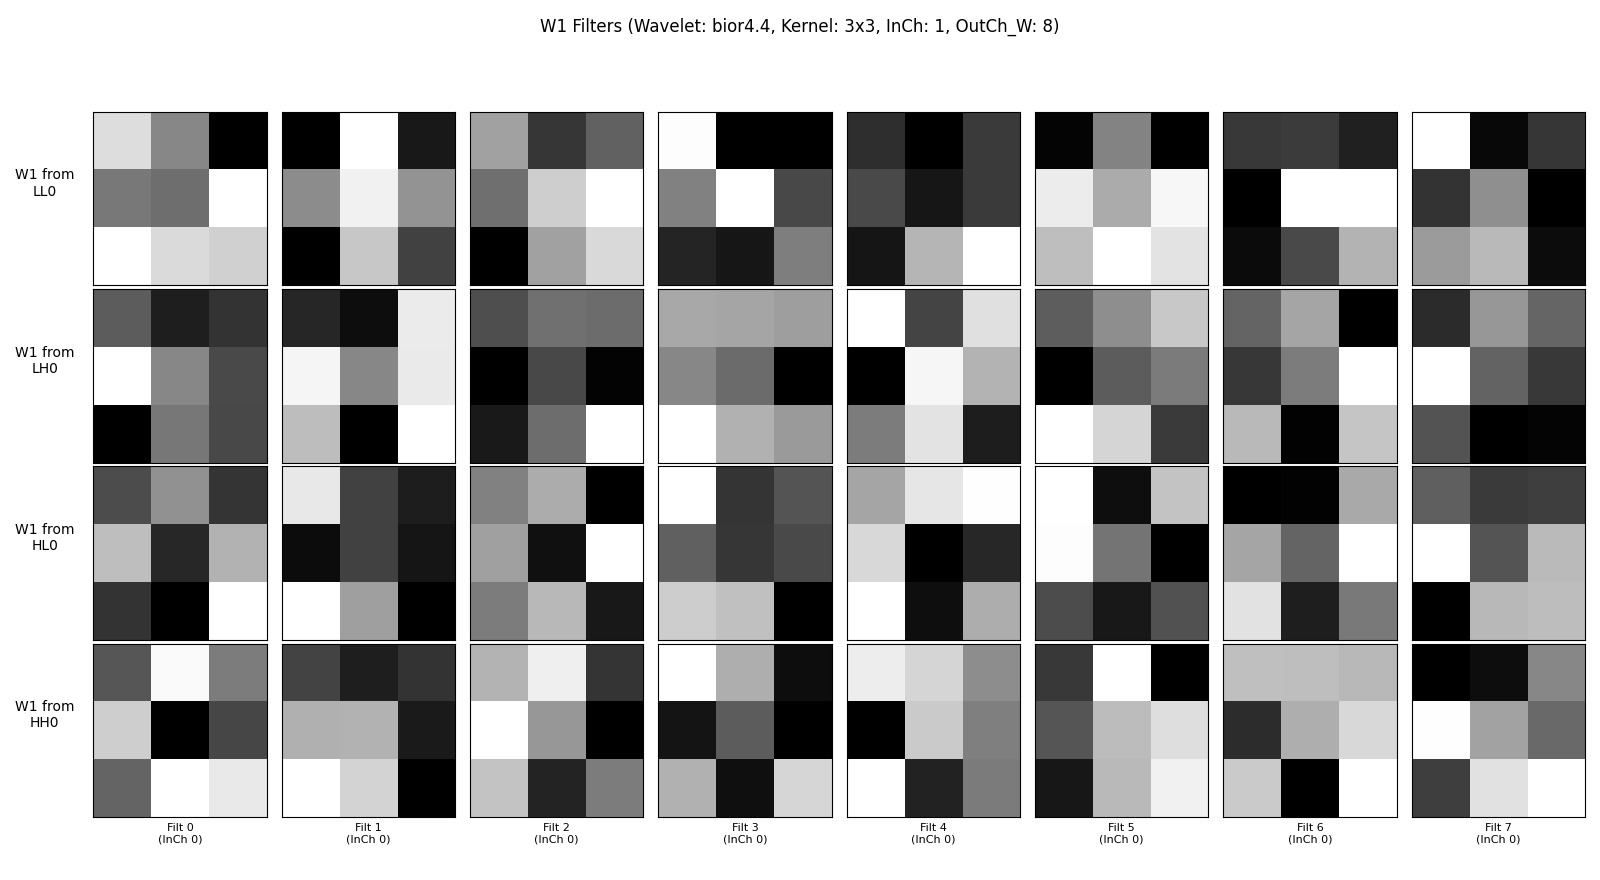 W1 Filters (Wavelet: bior4.4, Kernel: 3x3, InCh: 1, OutCh_W: 8)
W1 from
LL0
W1 from
LH0
W1 from
HL0
W1 from
HH0
Filt 0
(InCh 0)
Filt 1
(InCh 0)
Filt 2
(InCh 0)
Filt 3
(InCh 0)
Filt 4
(InCh 0)
Filt 5
(InCh 0)
Filt 6
(InCh 0)
Filt 7
(InCh 0)